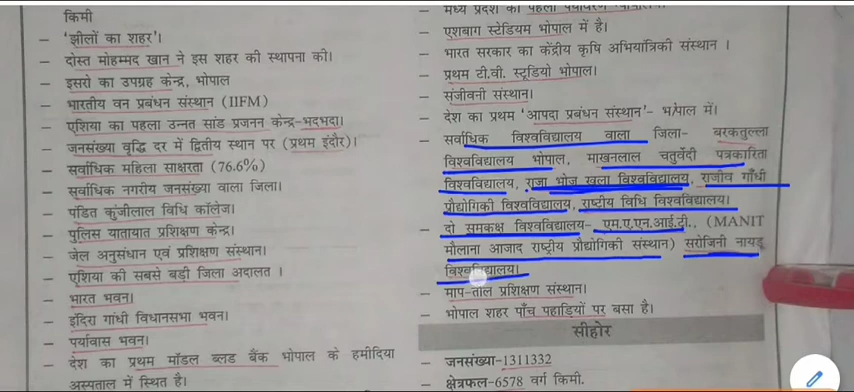 किमी
– 'झीलों का शहर'।
– दोस्त मोहम्मद खान ने इस शहर की स्थापना की।
– इसरो का उपग्रह केन्द्र, भोपाल
– भारतीय वन प्रबंधन संस्थान (IIFM)
– एशिया का पहला उन्नत सांड प्रजनन केन्द्र–भदभदा।
– जनसंख्या वृद्धि दर में द्वितीय स्थान पर (प्रथम इंदौर)।
– सर्वाधिक महिला साक्षरता (76.6%)
– सर्वाधिक नगरीय जनसंख्या वाला जिला।
– पंडित कुंजीलाल विधि कॉलेज।
– पुलिस यातायात प्रशिक्षण केन्द्र।
– जेल अनुसंधान एवं प्रशिक्षण संस्थान।
– एशिया की सबसे बड़ी जिला अदालत ।
– भारत भवन।
– इंदिरा गांधी विधानसभा भवन।
– पर्यावास भवन।
– देश का प्रथम मॉडल ब्लड बैंक भोपाल के हमीदिया
अस्पताल में स्थित है।
– मध्य प्रदेश का पहला
– एशबाग स्टेडियम भोपाल में है।
– भारत सरकार का केंद्रीय कृषि अभियांत्रिकी संस्थान ।
– प्रथम टी.वी. स्टूडियो भोपाल।
– संजीवनी संस्थान।
– देश का प्रथम 'आपदा प्रबंधन संस्थान'– भोपाल में।
– सर्वाधिक विश्वविद्यालय वाला जिला– बरकतुल्ला
विश्वविद्यालय भोपाल, माखनलाल चतुर्वेदी पत्रकारिता
विश्वविद्यालय, राजा भोज खुला विश्वविद्यालय, राजीव गाँधी
प्रौद्योगिकी विश्वविद्यालय, राष्ट्रीय विधि विश्वविद्यालय।
– दो समकक्ष विश्वविद्यालय– एम.ए.एन.आई.टी., (MANIT
मौलाना आजाद राष्ट्रीय प्रौद्योगिकी संस्थान) सरोजिनी नायडू
विश्वविद्यालय।
– माप-तौल प्रशिक्षण संस्थान।
– भोपाल शहर पाँच पहाड़ियों पर बसा है।
सीहोर
– जनसंख्या–1311332
– क्षेत्रफल–6578 वर्ग किमी.